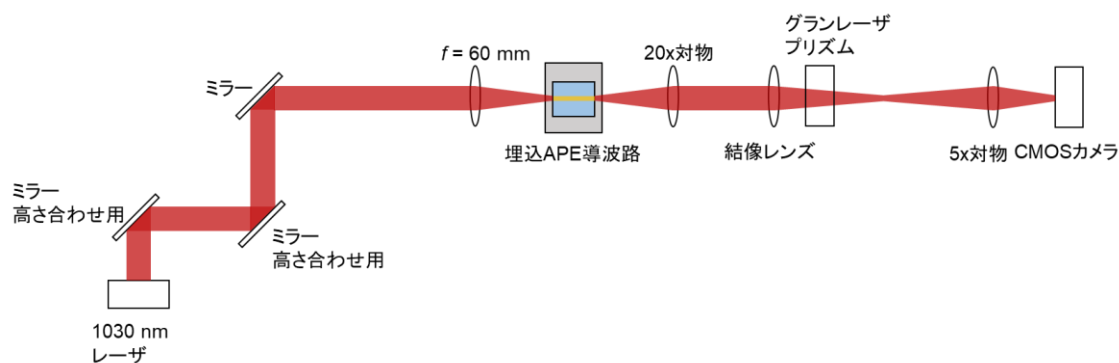 グランレーザ
プリズム
f = 60 mm
20x対物
ミラー
埋込APE導波路
結像レンズ
5x対物
CMOSカメラ
ミラー
高さ合わせ用
ミラー
高さ合わせ用
1030 nm
レーザ